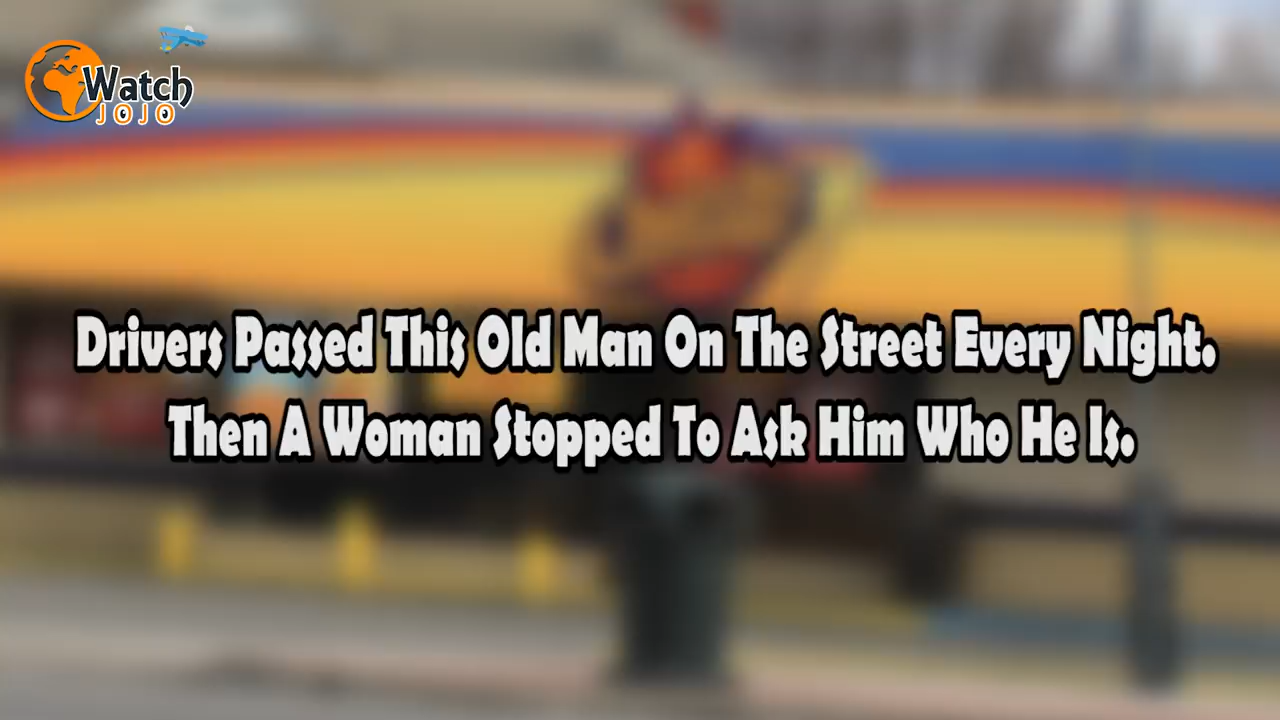 Watch
JOJO
Drivers Passed This Old Man On The Street Every Night.
Then A Woman Stopped To Ask Him Who He Is.